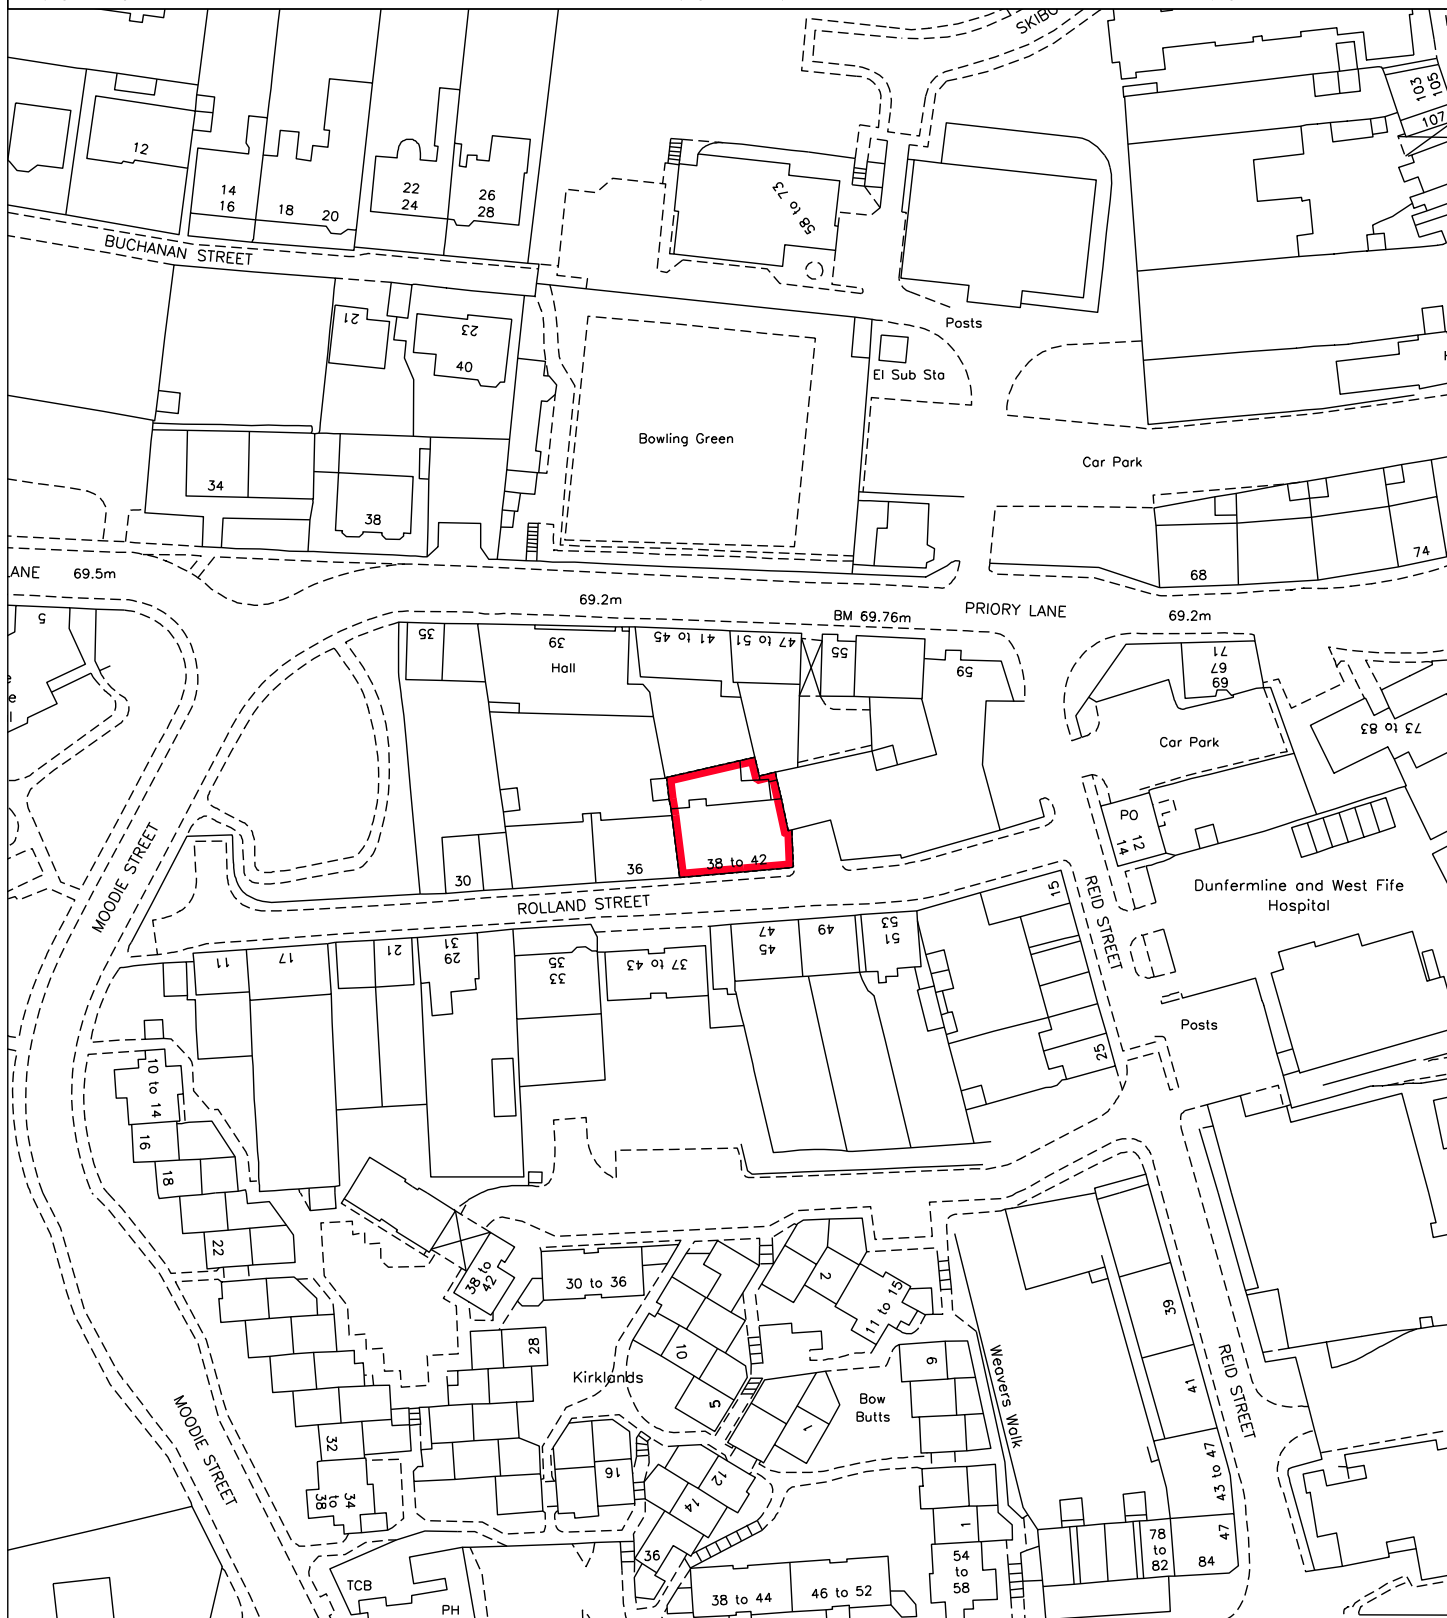 SKIBO
103
105
107
12
14
16
18
20
22
24
26
28
58 to 73
BUCHANAN STREET
21
23
40
Posts
El Sub Sta
Bowling Green
Car Park
34
38
68
74
LANE
69.5m
69.2m
BM 69.76m
PRIORY LANE
69.2m
5
35
39
Hall
41 to 45
47 to 51
55
59
71
67
69
73 to 83
Car Park
PO
12
14
MOODIE STREET
30
36
38 to 42
ROLLAND STREET
15
REID STREET
Dunfermline and West Fife
Hospital
11
17
21
31
29
35
33
37 to 43
47
45
49
53
51
25
Posts
10 to 14
16
18
22
38 to
42
30 to 36
2
11 to 15
39
28
10
5
Kirklands
9
Bow
Butts
7
Weavers Walk
41
REID STREET
MOODIE STREET
32
34
to
38
16
12
14
36
43 to 47
47
1
54
to
58
78
to
82
84
TCB
PH
38 to 44
46 to 52